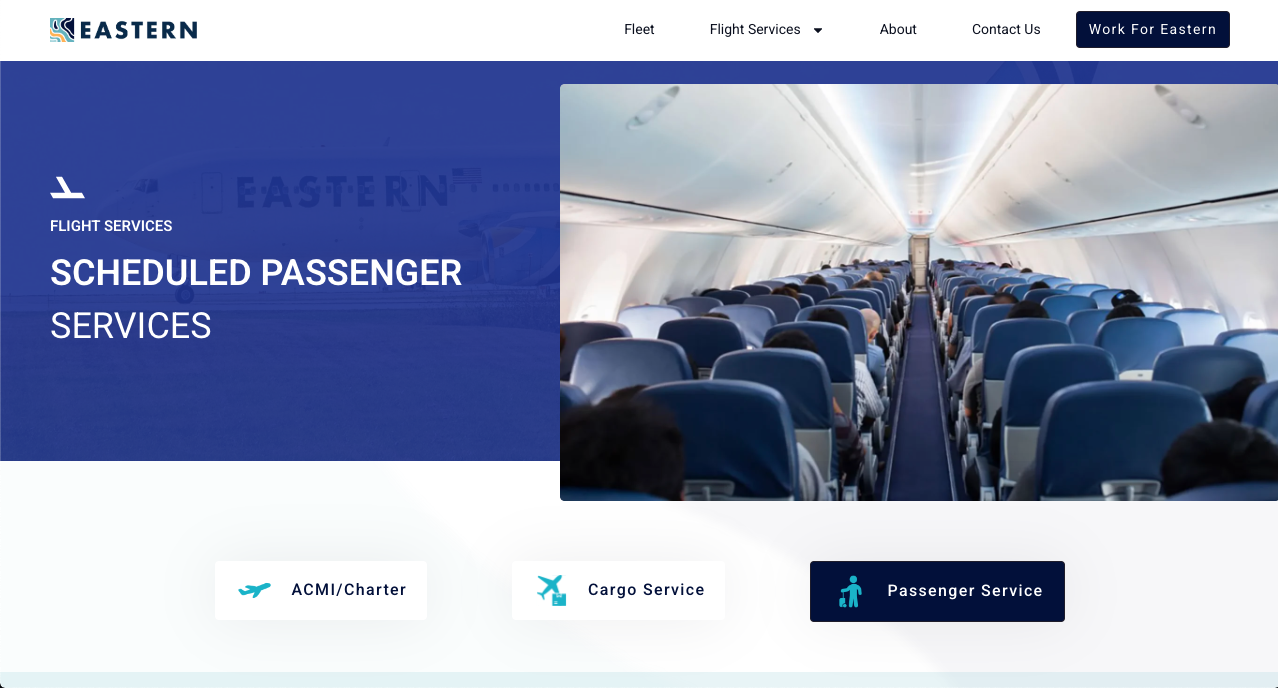 EASTERN
Fleet
Flight Services
About
Contact Us
Work For Eastern
EASTERN
FLIGHT SERVICES
SCHEDULED PASSENGER
SERVICES
ACMI/Charter
Cargo Service
Passenger Service